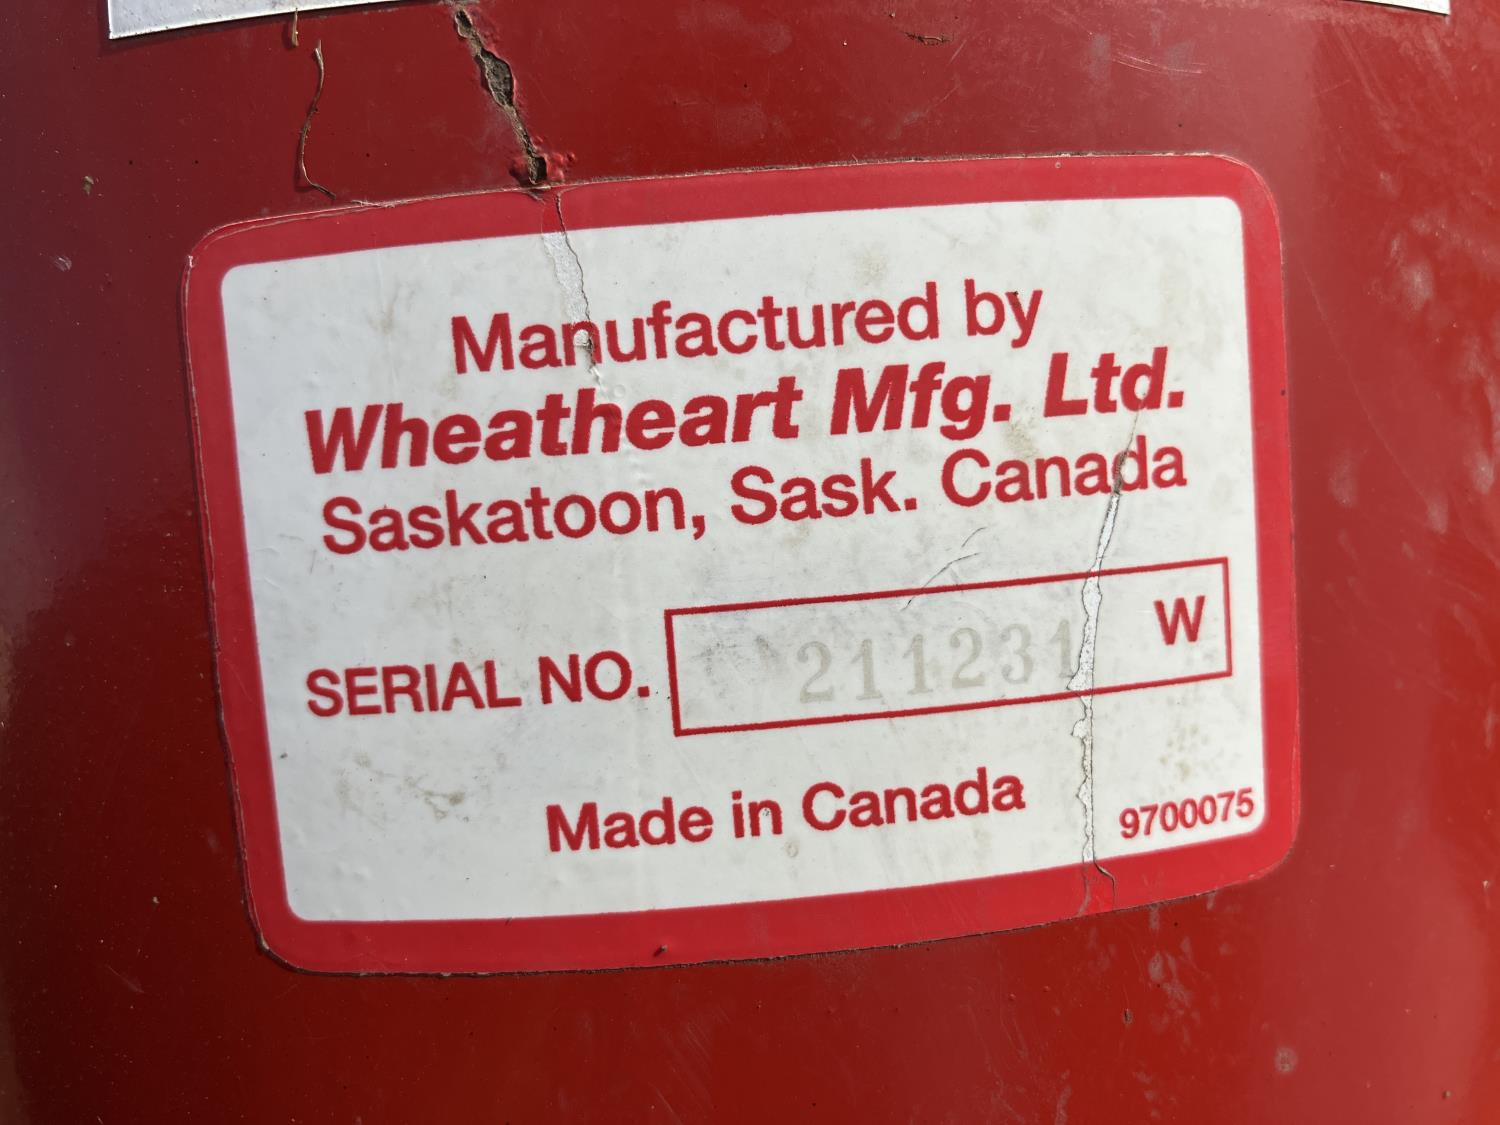 Manufactured by
Wheatheart Mfg. Ltd.
Saskatoon, Sask. Canada
SERIAL NO. 211231 W
Made in Canada
9700075